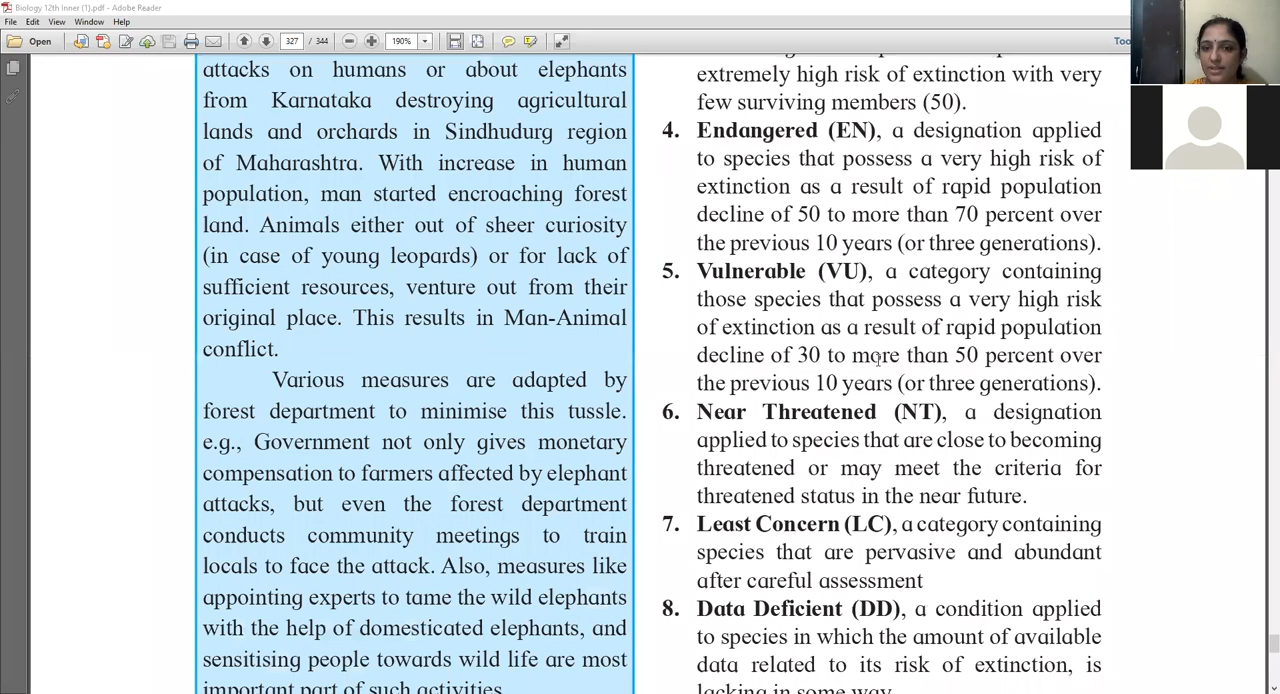 Biology 12th Inner (1).pdf - Adobe Reader
File Edit View Window Help
Open 327 / 344 190% Too
attacks on humans or about elephants
from Karnataka destroying agricultural
lands and orchards in Sindhudurg region
of Maharashtra. With increase in human
population, man started encroaching forest
land. Animals either out of sheer curiosity
(in case of young leopards) or for lack of
sufficient resources, venture out from their
original place. This results in Man-Animal
conflict.
Various measures are adapted by
forest department to minimise this tussle.
e.g., Government not only gives monetary
compensation to farmers affected by elephant
attacks, but even the forest department
conducts community meetings to train
locals to face the attack. Also, measures like
appointing experts to tame the wild elephants
with the help of domesticated elephants, and
sensitising people towards wild life are most
important part of such activities.
extremely high risk of extinction with very
few surviving members (50).
4. Endangered (EN), a designation applied
to species that possess a very high risk of
extinction as a result of rapid population
decline of 50 to more than 70 percent over
the previous 10 years (or three generations).
5. Vulnerable (VU), a category containing
those species that possess a very high risk
of extinction as a result of rapid population
decline of 30 to more than 50 percent over
the previous 10 years (or three generations).
6. Near Threatened (NT), a designation
applied to species that are close to becoming
threatened or may meet the criteria for
threatened status in the near future.
7. Least Concern (LC), a category containing
species that are pervasive and abundant
after careful assessment
8. Data Deficient (DD), a condition applied
to species in which the amount of available
data related to its risk of extinction, is
lacking in some way